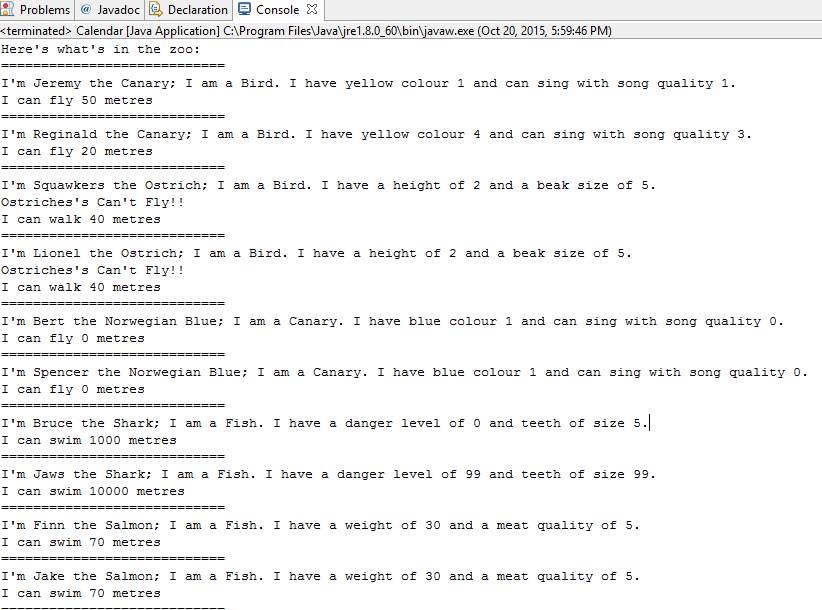 Problems @ Javadoc Declaration Console
<terminated> Calendar [Java Application] C:\Program Files\Java\jre1.8.0_60\bin\javaw.exe (Oct 20, 2015, 5:59:46 PM)
Here's what's in the zoo:
============================
I'm Jeremy the Canary; I am a Bird. I have yellow colour 1 and can sing with song quality 1.
I can fly 50 metres
============================
I'm Reginald the Canary; I am a Bird. I have yellow colour 4 and can sing with song quality 3.
I can fly 20 metres
============================
I'm Squawkers the Ostrich; I am a Bird. I have a height of 2 and a beak size of 5.
Ostriches's Can't Fly!!
I can walk 40 metres
============================
I'm Lionel the Ostrich; I am a Bird. I have a height of 2 and a beak size of 5.
Ostriches's Can't Fly!!
I can walk 40 metres
============================
I'm Bert the Norwegian Blue; I am a Canary. I have blue colour 1 and can sing with song quality 0.
I can fly 0 metres
============================
I'm Spencer the Norwegian Blue; I am a Canary. I have blue colour 1 and can sing with song quality 0.
I can fly 0 metres
============================
I'm Bruce the Shark; I am a Fish. I have a danger level of 0 and teeth of size 5.
I can swim 1000 metres
============================
I'm Jaws the Shark; I am a Fish. I have a danger level of 99 and teeth of size 99.
I can swim 10000 metres
============================
I'm Finn the Salmon; I am a Fish. I have a weight of 30 and a meat quality of 5.
I can swim 70 metres
============================
I'm Jake the Salmon; I am a Fish. I have a weight of 30 and a meat quality of 5.
I can swim 70 metres
============================